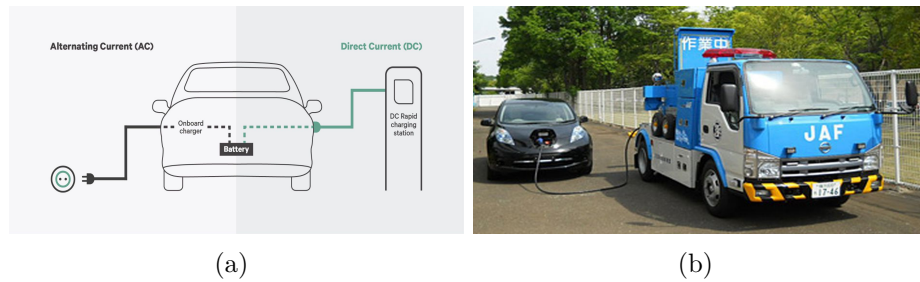 Alternating Current (AC)
Direct Current (DC)
Onboard
charger
Battery
DC Rapid
charging
station
作業中
JAF
17-46
(a)
(b)